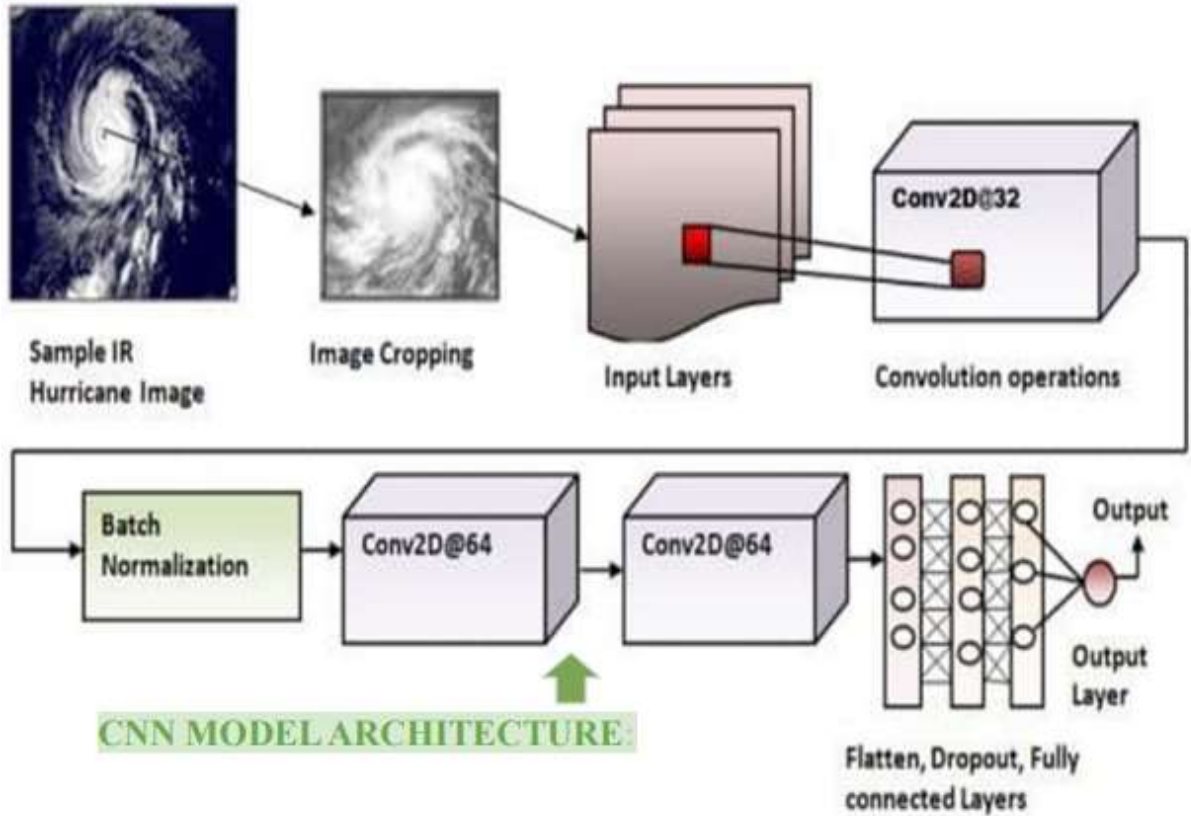 Conv2D@32
Sample IR
Hurricane Image
Image Cropping
Input Layers
Convolution operations
Batch
Normalization
Conv2D@64
Conv2D@64
Output
Output
Layer
CNN MODEL ARCHITECTURE:
Flatten, Dropout, Fully
connected Layers